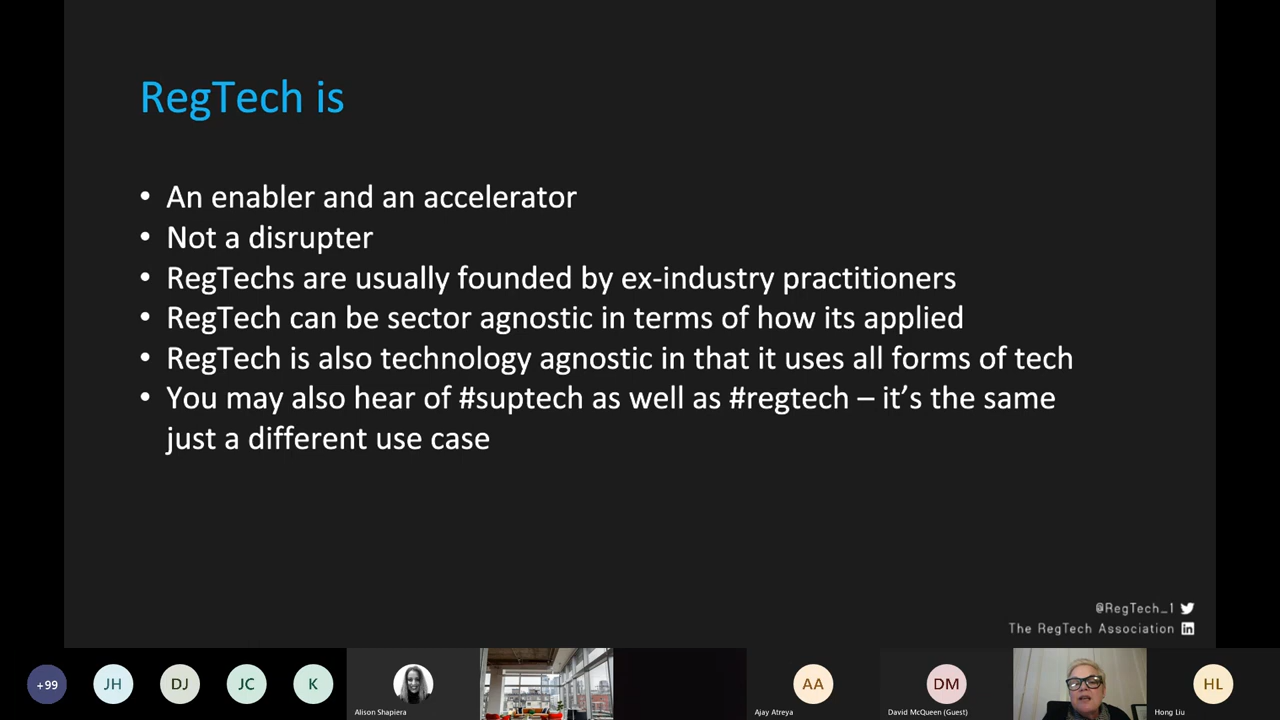 RegTech is
• An enabler and an accelerator
• Not a disrupter
• RegTechs are usually founded by ex-industry practitioners
• RegTech can be sector agnostic in terms of how its applied
• RegTech is also technology agnostic in that it uses all forms of tech
• You may also hear of #suptech as well as #regtech – it’s the same
just a different use case
@RegTech_1
The RegTech Association in
+99
JH
DJ
JC
K
Alison Shapiera
AA
Ajay Atreya
DM
David McQueen (Guest)
HL
Hong Liu